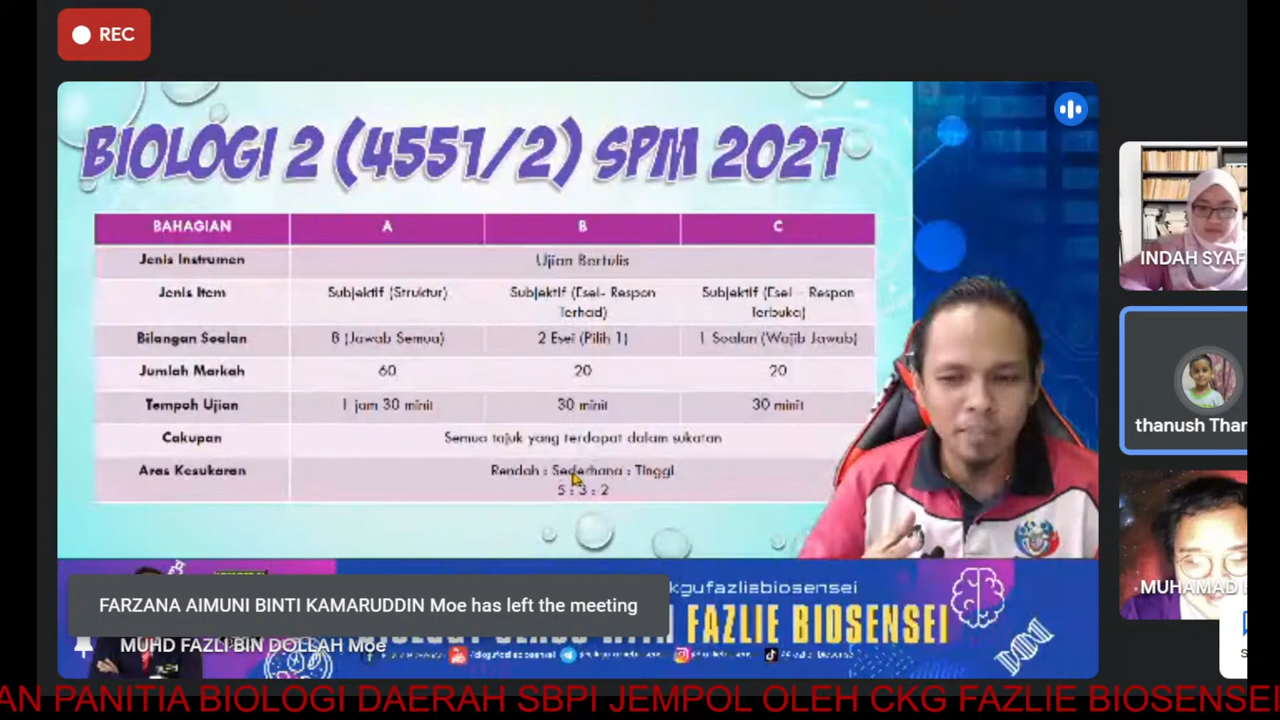 REC
BIOLOGI 2 (4551/2) SPM 2021
BAHAGIAN A B C
Jenis Instrumen Ujian Bertulis
Jenis Item Subjektif (Struktur) Subjektif (Esei- Respon Terhad) Subjektif (Esei - Respon Terbuka)
Bilangan Soalan 8 (Jawab Semua) 2 Esei (Pilih 1) 1 Soalan (Wajib Jawab)
Jumlah Markah 60 20 20
Tempoh Ujian 1 jam 30 minit 30 minit 30 minit
Cakupan Semua tajuk yang terdapat dalam sukatan
Aras Kesukaran Rendah : Sederhana : Tinggi
5 : 3 : 2
INDAH SYAF
thanush Thar
MUHAMAD
kgufazliebiosensei
FARZANA AIMUNI BINTI KAMARUDDIN Moe has left the meeting
FAZLIE BIOSENSEI
MUHD FAZLI BIN DOLLAH Moe
AN PANITIA BIOLOGI DAERAH SBPI JEMPOL OLEH CKG FAZLIE BIOSENSEI